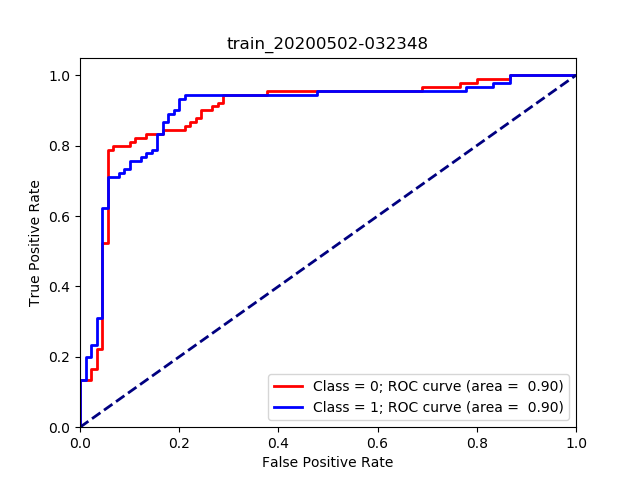 train_20200502-032348
1.0
0.8
0.6
0.4
0.2
0.0
True Positive Rate
0.0 0.2 0.4 0.6 0.8 1.0
False Positive Rate
Class = 0; ROC curve (area =  0.90)
Class = 1; ROC curve (area =  0.90)